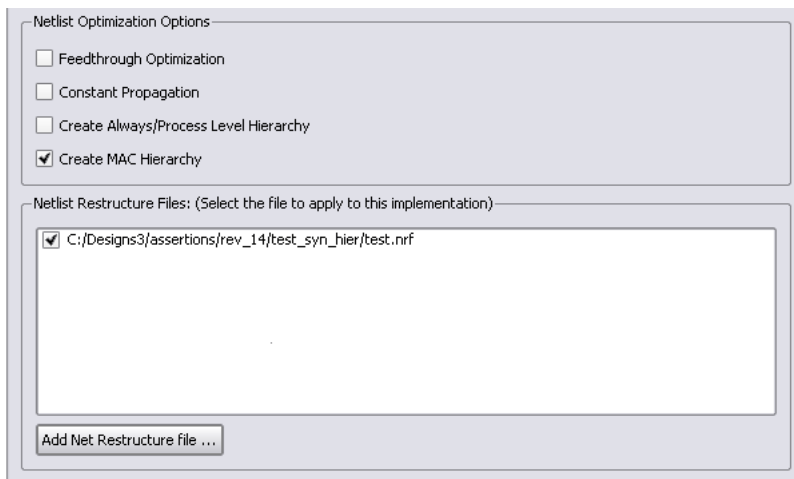 Netlist Optimization Options
Feedthrough Optimization
Constant Propagation
Create Always/Process Level Hierarchy
Create MAC Hierarchy
Netlist Restructure Files: (Select the file to apply to this implementation)
C:/Designs3/assertions/rev_14/test_syn_hier/test.nrf
Add Net Restructure file ...